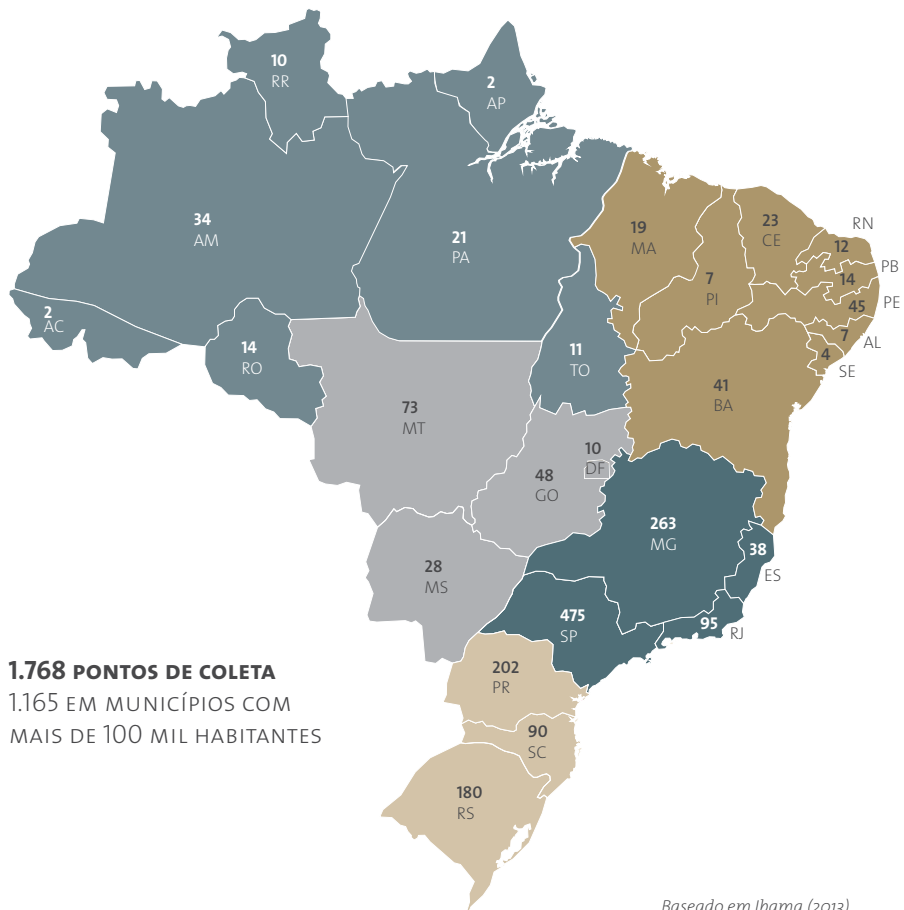 10
RR
2
AP
34
AM
21
PA
19
MA
23
CE
RN
12
7
PI
PB
14
PE
45
2
AC
14
RO
11
TO
7
AL
4
SE
41
BA
73
MT
10
DF
48
GO
263
MG
38
ES
28
MS
475
SP
95
RJ
202
PR
90
SC
180
RS
1.768 PONTOS DE COLETA
1.165 EM MUNICÍPIOS COM
MAIS DE 100 MIL HABITANTES
Baseado em Ibama (2013)